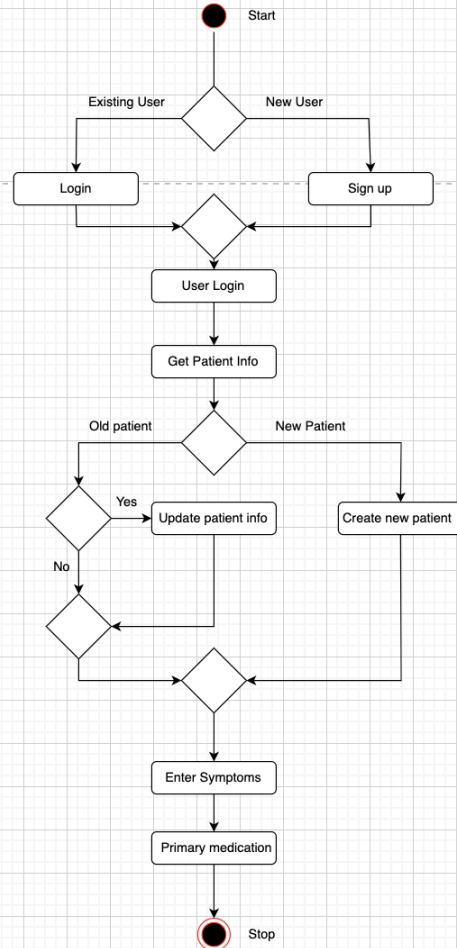 Start
Existing User
New User
Login
Sign up
User Login
Get Patient Info
Old patient
New Patient
Yes
Update patient info
Create new patient
No
Enter Symptoms
Primary medication
Stop